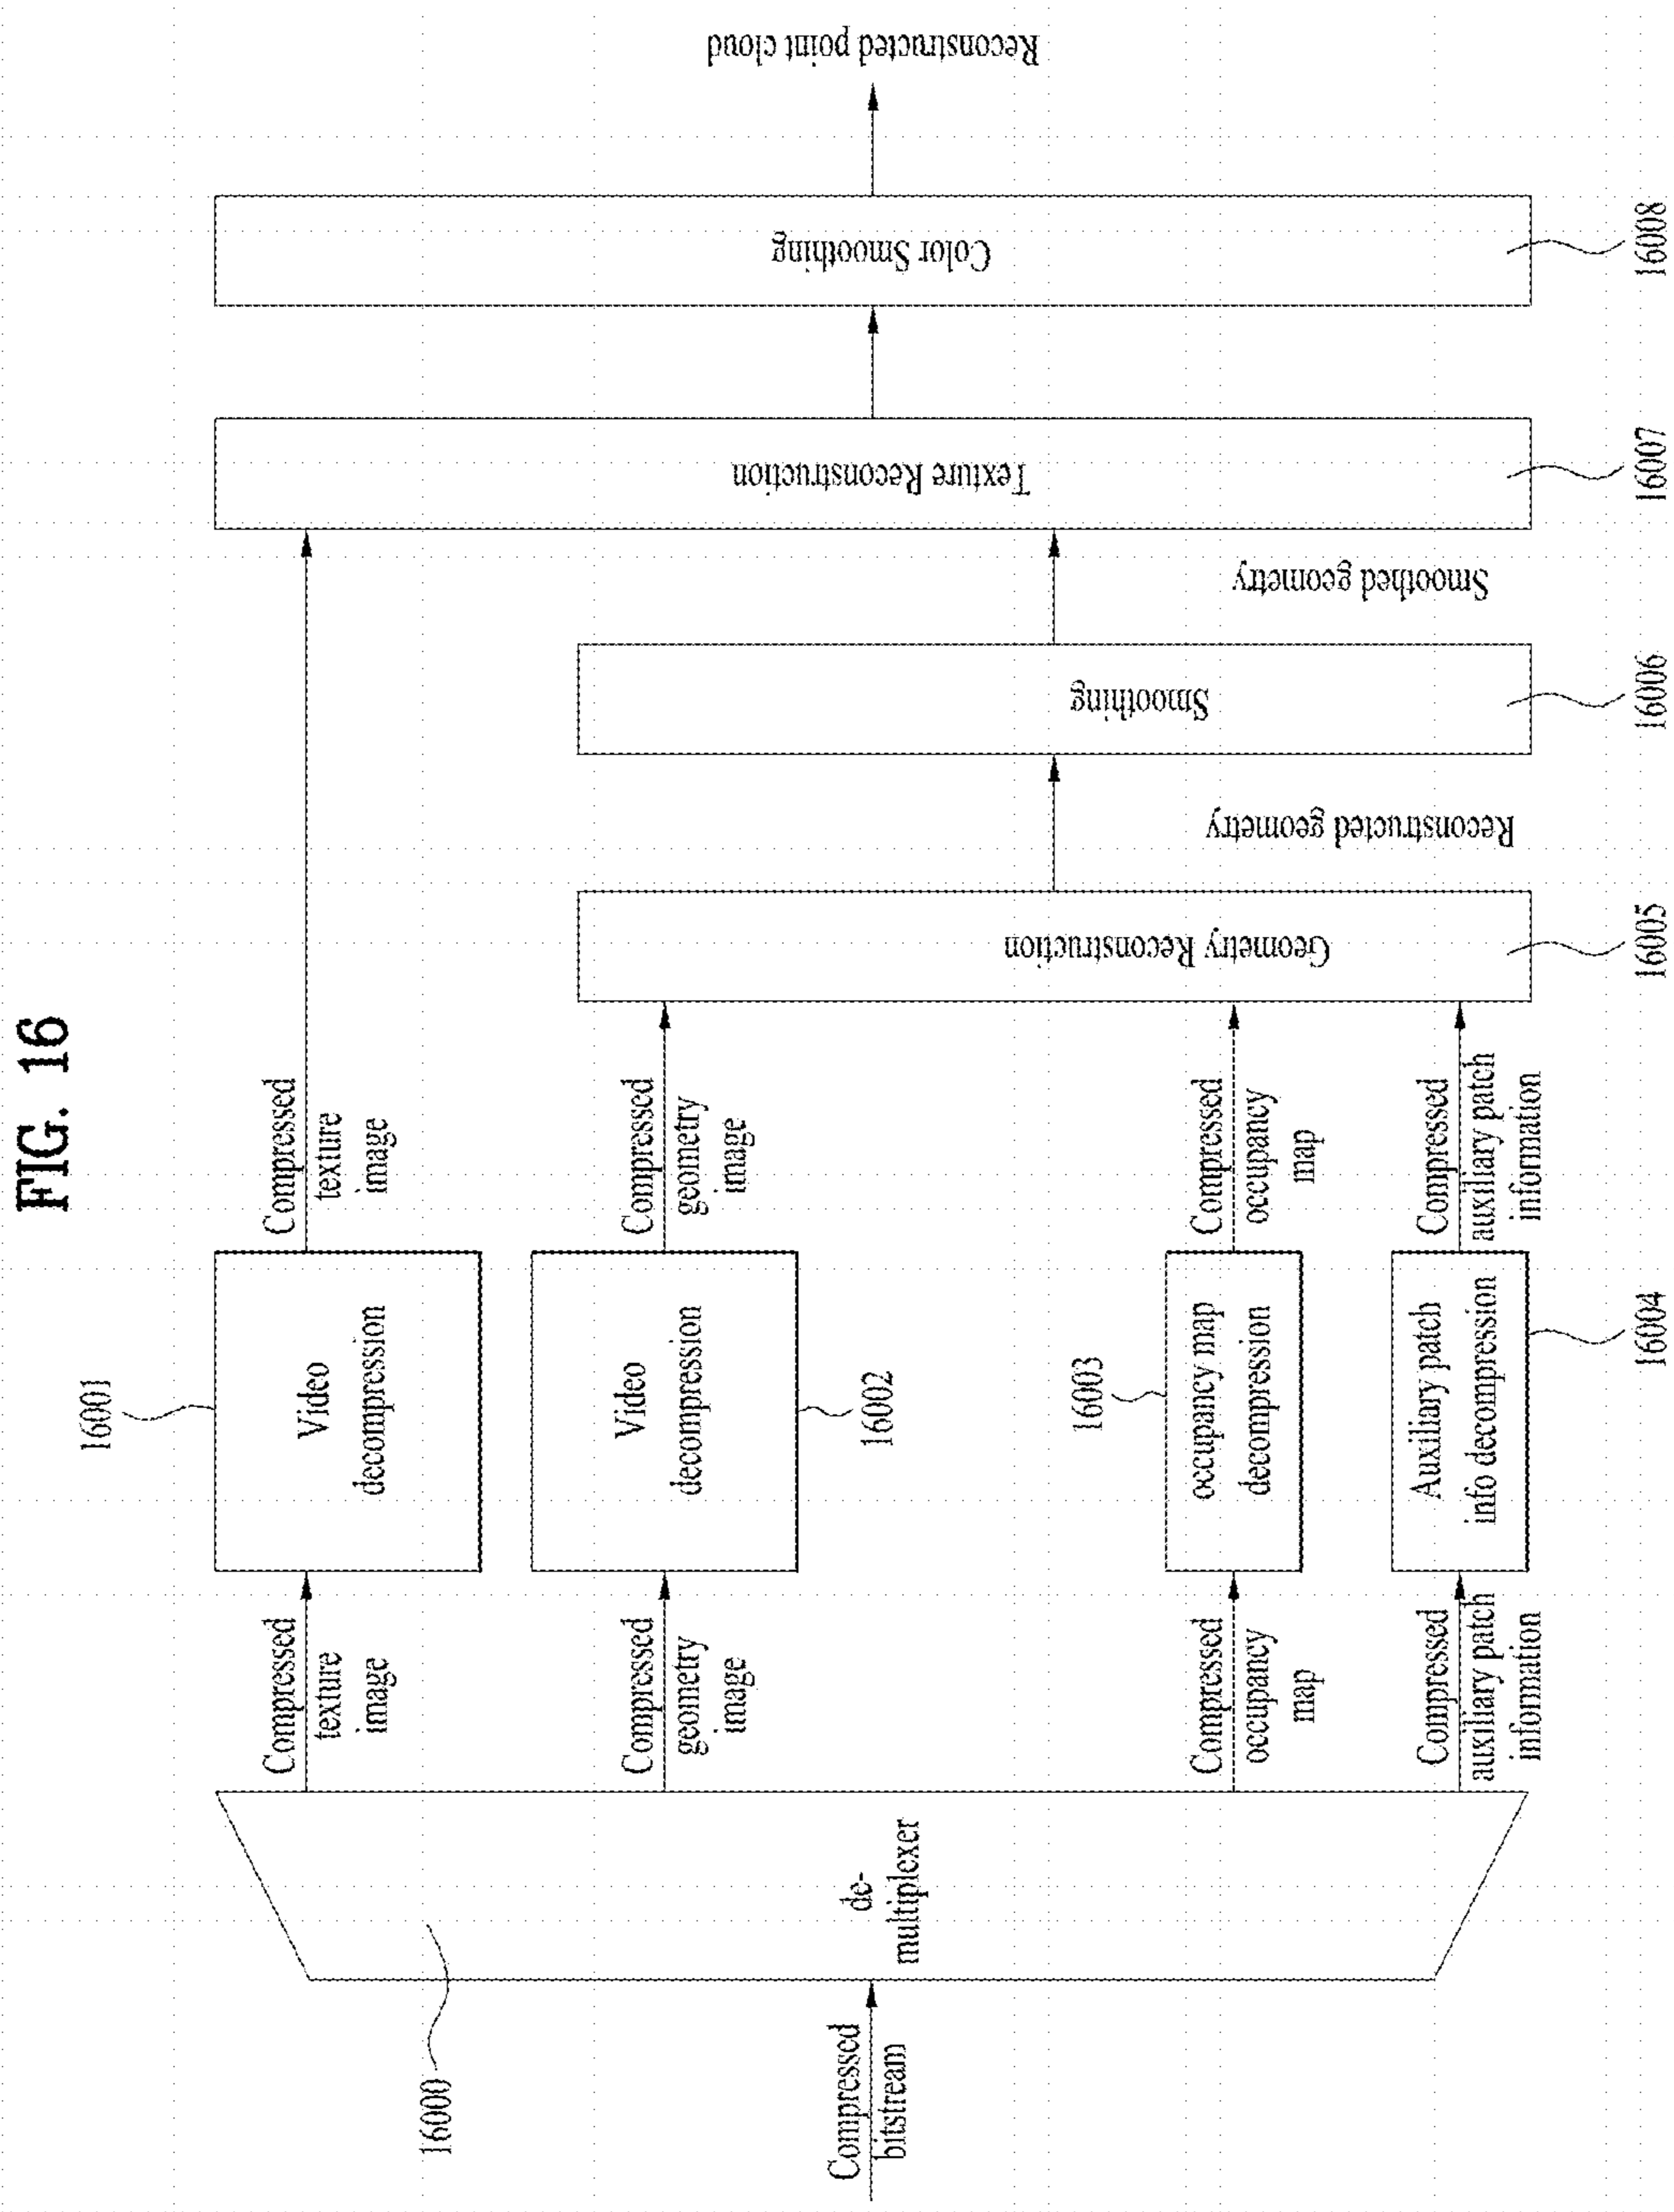 FIG. 16
16000
Compressed
bitstream
de-
multiplexer
Compressed
texture
image
Compressed
geometry
image
Compressed
occupancy
map
Compressed
auxiliary patch
information
16001
Video
decompression
Video
decompression
16002
16003
occupancy map
decompression
Auxiliary patch
info decompression
16004
Compressed
texture
image
Compressed
geometry
image
Compressed
occupancy
map
Compressed
auxiliary patch
information
Geometry Reconstruction
16005
Reconstructed geometry
Smoothing
16006
Smoothed geometry
Texture Reconstruction
16007
Color Smoothing
16008
Reconstructed point cloud